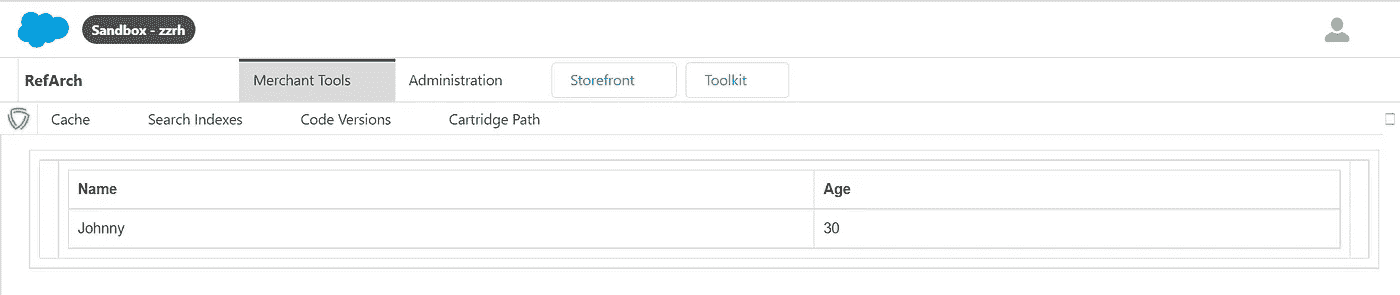 Sandbox - zzrh
RefArch Merchant Tools Administration Storefront Toolkit
Cache Search Indexes Code Versions Cartridge Path
Name Age
Johnny 30